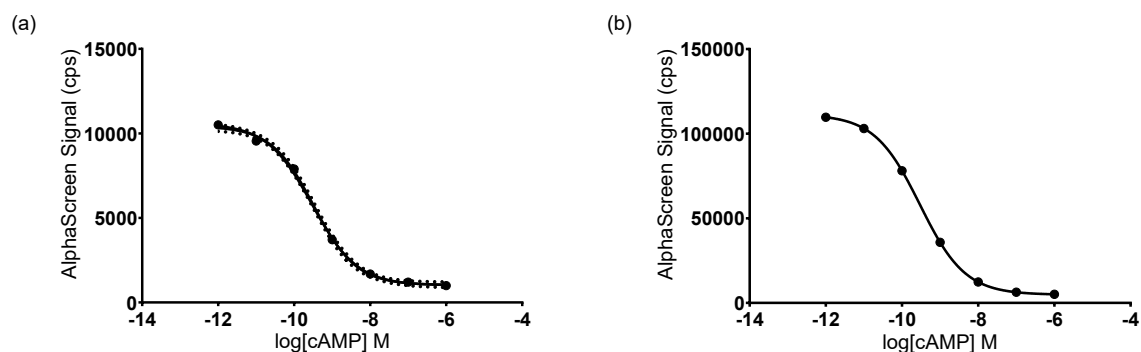 (a)
AlphaScreen Signal (cps)
15000
10000
5000
0
-14 -12 -10 -8 -6 -4
log[cAMP] M
(b)
AlphaScreen Signal (cps)
150000
100000
50000
0
-14 -12 -10 -8 -6 -4
log[cAMP] M